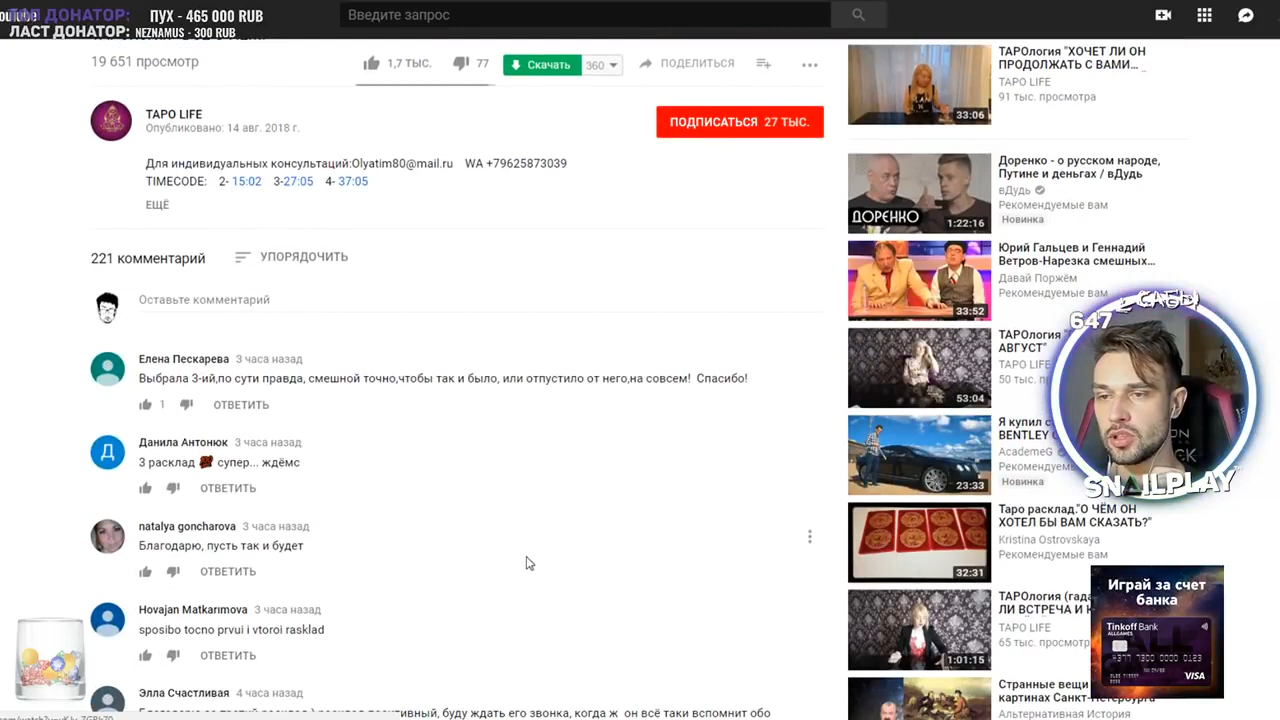 ТОП ДОНАТОР: ПУХ - 465 000 RUB
ЛАСТ ДОНАТОР: NEZNAMUS - 300 RUB
Введите запрос
19 651 просмотр
1,7 ТЫС.
77
Скачать
360
ПОДЕЛИТЬСЯ
ТАРО LIFE
Опубликовано: 14 авг. 2018 г.
ПОДПИСАТЬСЯ 27 ТЫС.
Для индивидуальных консультаций:Olyatim80@mail.ru WA +79625873039
TIMECODE: 2- 15:02 3-27:05 4- 37:05
ЕЩЁ
221 комментарий
УПОРЯДОЧИТЬ
Оставьте комментарий
Елена Пескарева 3 часа назад
Выбрала 3-ий,по сути правда, смешной точно,чтобы так и было, или отпустило от него,на совсем! Спасибо!
1
ОТВЕТИТЬ
Д
Данила Антонюк 3 часа назад
3 расклад супер... ждёмс
ОТВЕТИТЬ
natalya goncharova 3 часа назад
Благодарю, пусть так и будет
ОТВЕТИТЬ
Hovajan Matkarımova 3 часа назад
sposibo tocno prvui i vtoroi rasklad
ОТВЕТИТЬ
Элла Счастливая 4 часа назад
33:06
ТАРОлогия "ХОЧЕТ ЛИ ОН
ПРОДОЛЖАТЬ С ВАМИ...
ТАРО LIFE
91 тыс. просмотра
ДОРЕНКО
1:22:16
Доренко - о русском народе,
Путине и деньгах / вДудь
вДудь
Рекомендуемые вам
Новинка
33:52
Юрий Гальцев и Геннадий
Ветров-Нарезка смешных...
Давай Поржём
Рекомендуемые вам
53:04
ТАРОлогия
АВГУСТ"
ТАРО LIFE
50 тыс.
23:33
Я купил
BENTLEY
AcademeG
Рекомендуемые
Новинка
32:31
Таро расклад."О ЧЁМ ОН
ХОТЕЛ БЫ ВАМ СКАЗАТЬ?"
Kristina Ostrovskaya
Рекомендуемые вам
1:01:15
ТАРОлогия
ЛИ ВСТРЕЧА И
ТАРО LIFE
65 тыс. просмотр
Странные вещи
картинах Санкт-
Альтернативная История
647
САБЫ
SNAILPLAY
Играй за счет
банка
Tinkoff Bank
ALLGAMES
4377 7300 0000 0123
VISA